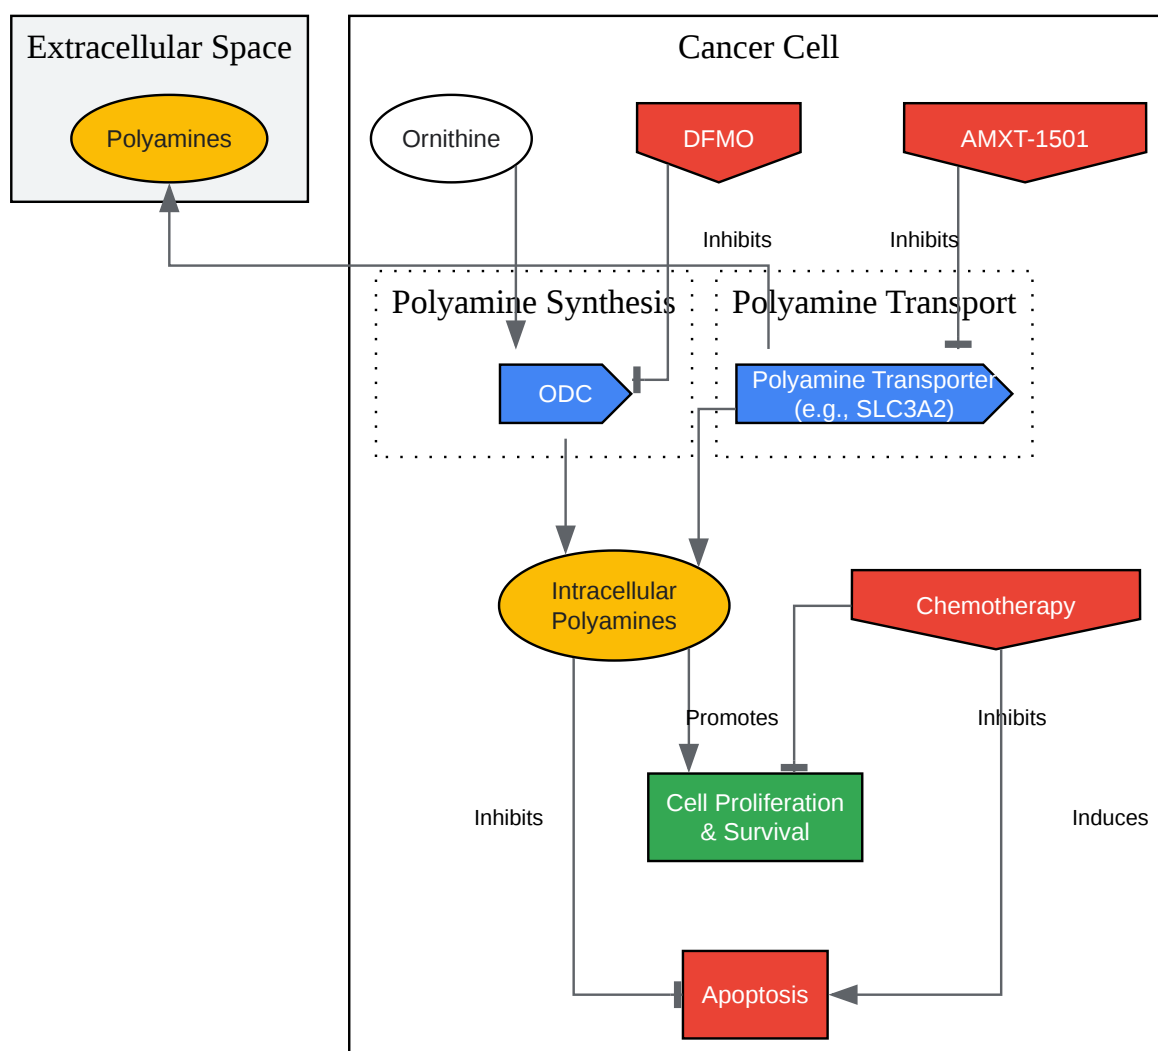 Extracellular Space
Cancer Cell
Polyamines
Ornithine
DFMO
AMXT-1501
Inhibits
Inhibits
Polyamine Synthesis
Polyamine Transport
ODC
Polyamine Transporter
(e.g., SLC3A2)
Intracellular
Polyamines
Chemotherapy
Promotes
Inhibits
Cell Proliferation
& Survival
Inhibits
Induces
Apoptosis